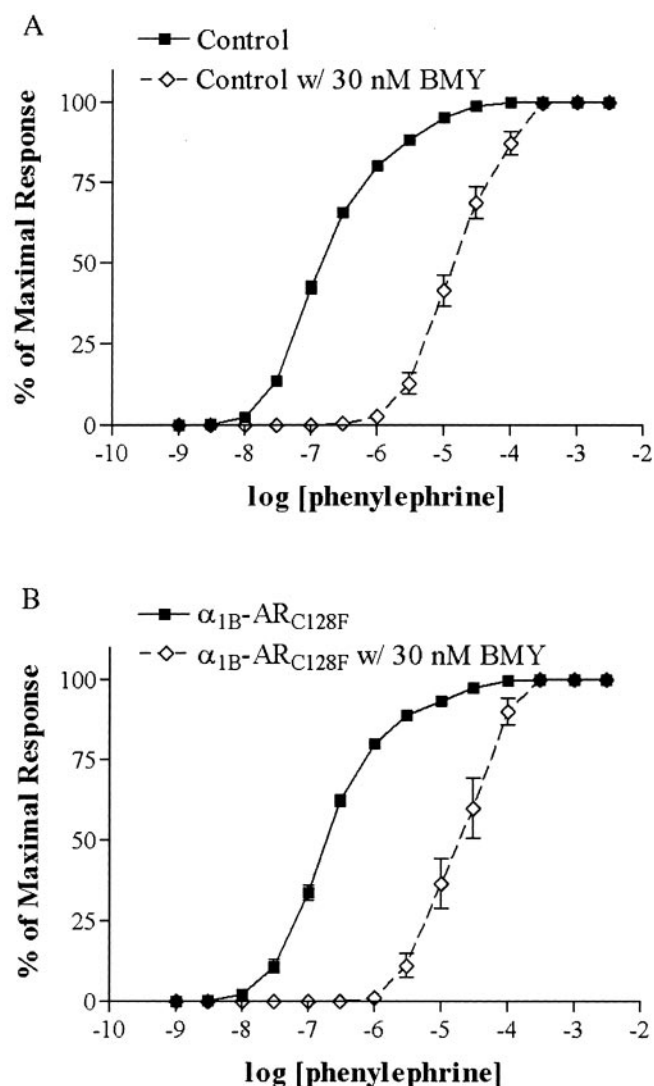 A
Control
Control w/ 30 nM BMY
% of Maximal Response
100
75
50
25
0
-10 -9 -8 -7 -6 -5 -4 -3 -2
log [phenylephrine]
B
α1B-ARC128F
α1B-ARC128F w/ 30 nM BMY
% of Maximal Response
100
75
50
25
0
-10 -9 -8 -7 -6 -5 -4 -3 -2
log [phenylephrine]